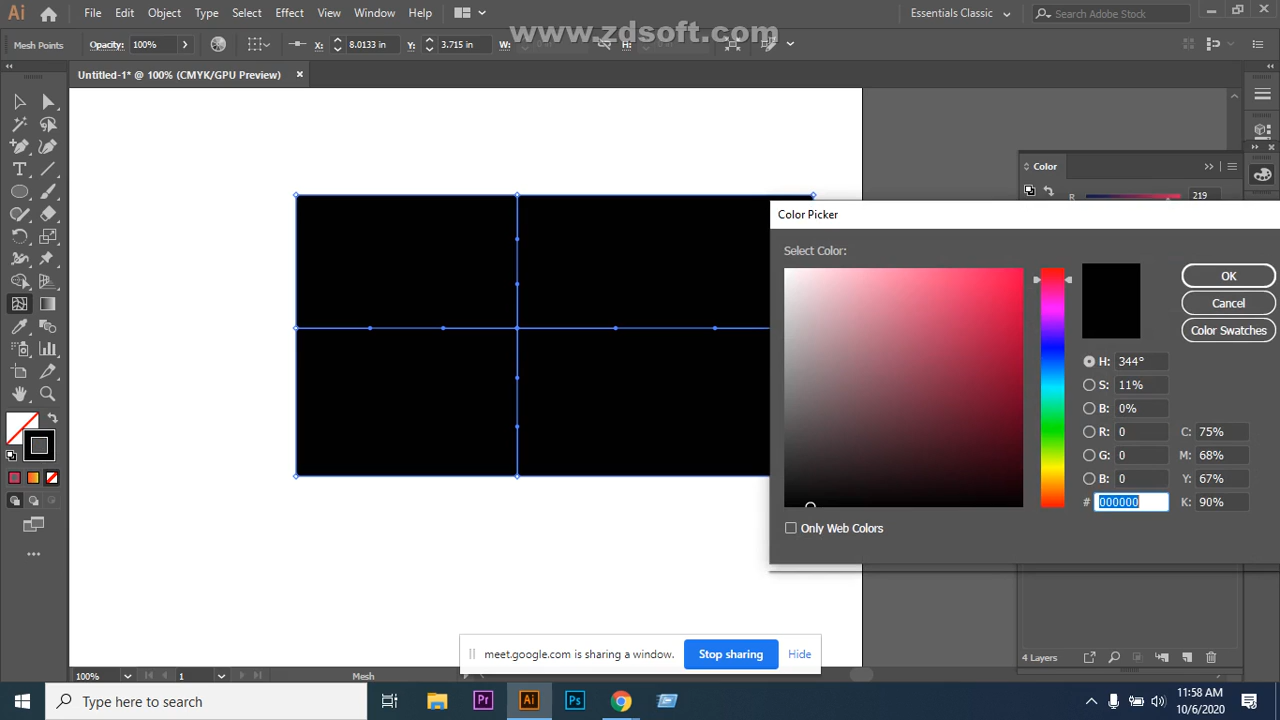 Ai File Edit Object Type Select Effect View Window Help Essentials Classic Search Adobe Stock
www.zdsoft.com
Mesh Points Opacity: 100% X: 8.0133 in Y: 3.715 in W: H:
Untitled-1* @ 100% (CMYK/GPU Preview) ×
Color
R 219
Color Picker
Select Color:
OK
Cancel
Color Swatches
H: 344°
S: 11%
B: 0%
R: 0 C: 75%
G: 0 M: 68%
B: 0 Y: 67%
# 000000 K: 90%
Only Web Colors
meet.google.com is sharing a window. Stop sharing Hide
4 Layers
100% 1 Mesh
Type here to search
Pr Ai Ps
11:58 AM
10/6/2020